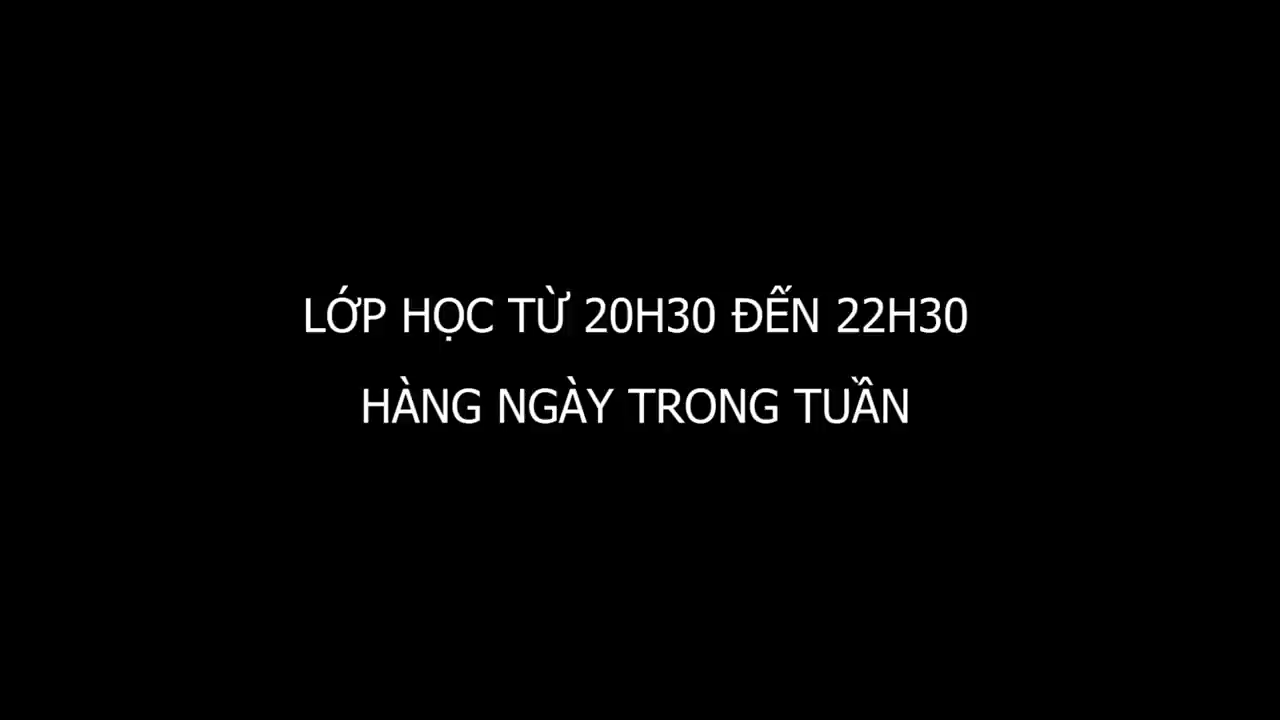 LỚP HỌC TỪ 20H30 ĐẾN 22H30
HÀNG NGÀY TRONG TUẦN